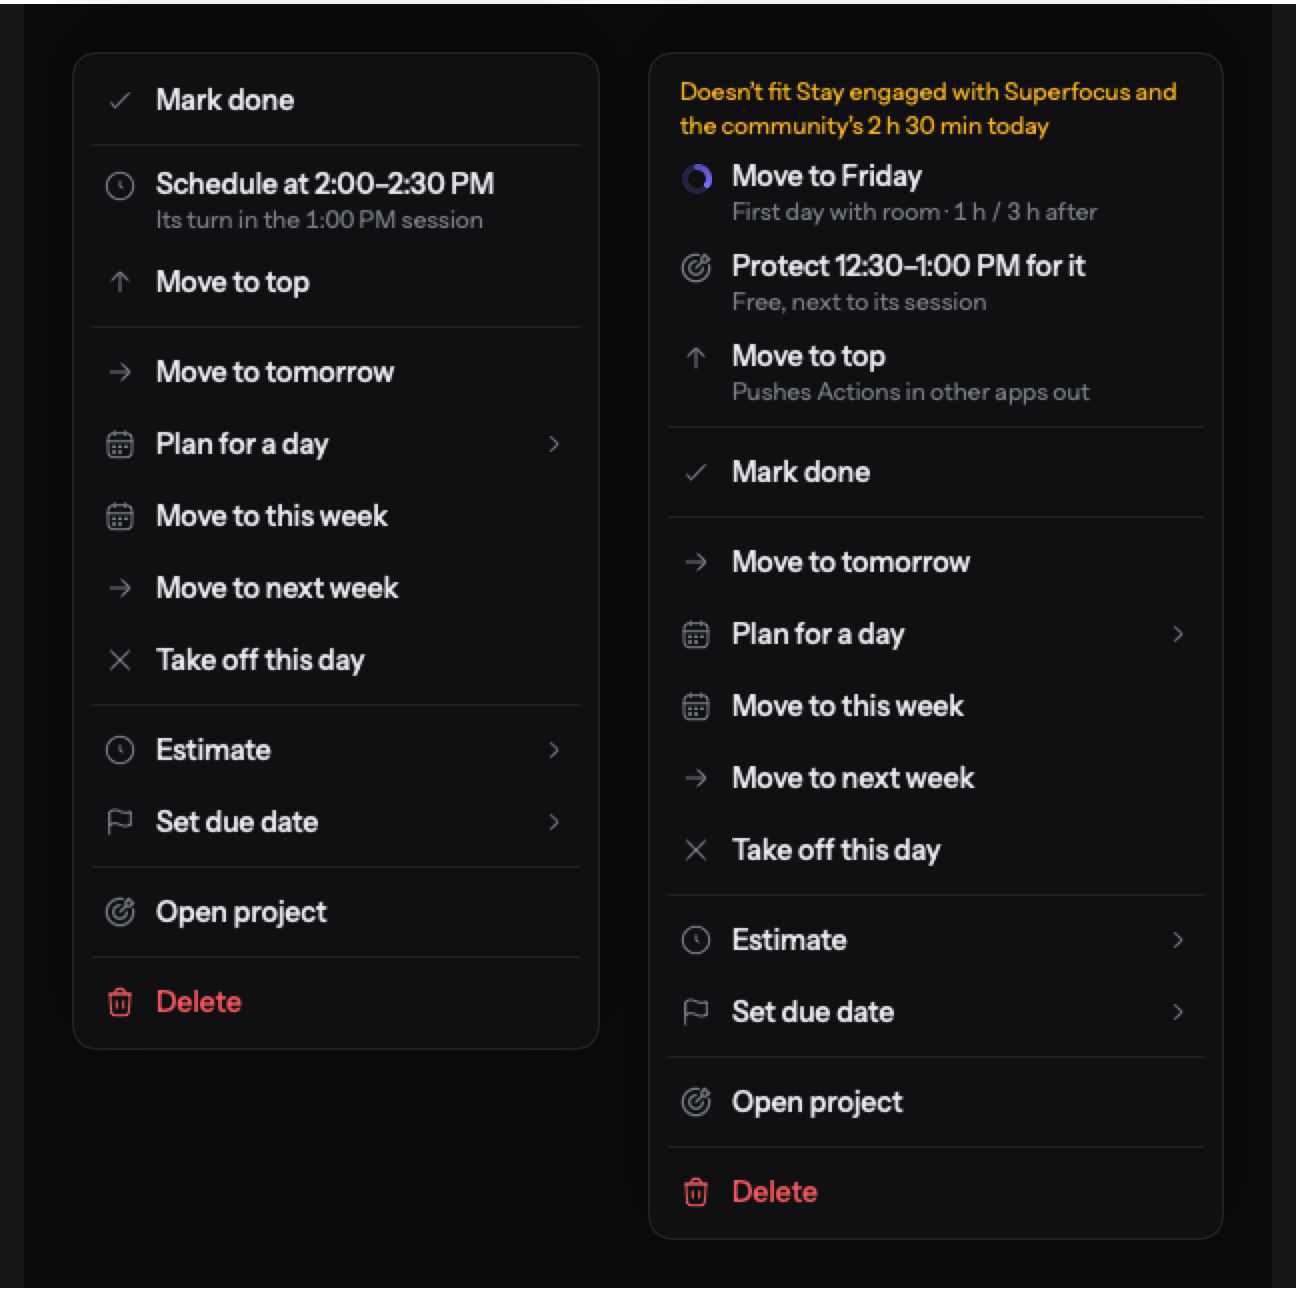 Mark done
Schedule at 2:00–2:30 PM
Its turn in the 1:00 PM session
Move to top
Move to tomorrow
Plan for a day
Move to this week
Move to next week
Take off this day
Estimate
Set due date
Open project
Delete
Doesn’t fit Stay engaged with Superfocus and
the community’s 2 h 30 min today
Move to Friday
First day with room · 1 h / 3 h after
Protect 12:30–1:00 PM for it
Free, next to its session
Move to top
Pushes Actions in other apps out
Mark done
Move to tomorrow
Plan for a day
Move to this week
Move to next week
Take off this day
Estimate
Set due date
Open project
Delete